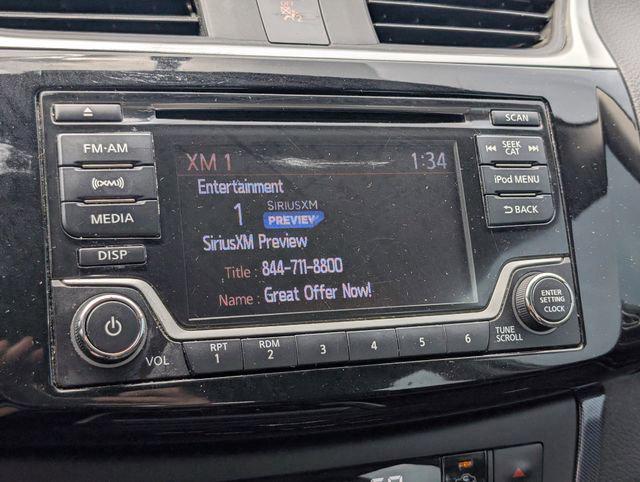 OFF
SCAN
FM·AM
SEEK
CAT
XM 1
1:34
((XM))
Entertainment
1
SIRIUSXM
PREVIEW
iPod MENU
MEDIA
BACK
SiriusXM Preview
DISP
Title : 844-711-8800
Name : Great Offer Now!
ENTER
SETTING
CLOCK
VOL
RPT
1
RDM
2
3
4
5
6
TUNE
SCROLL